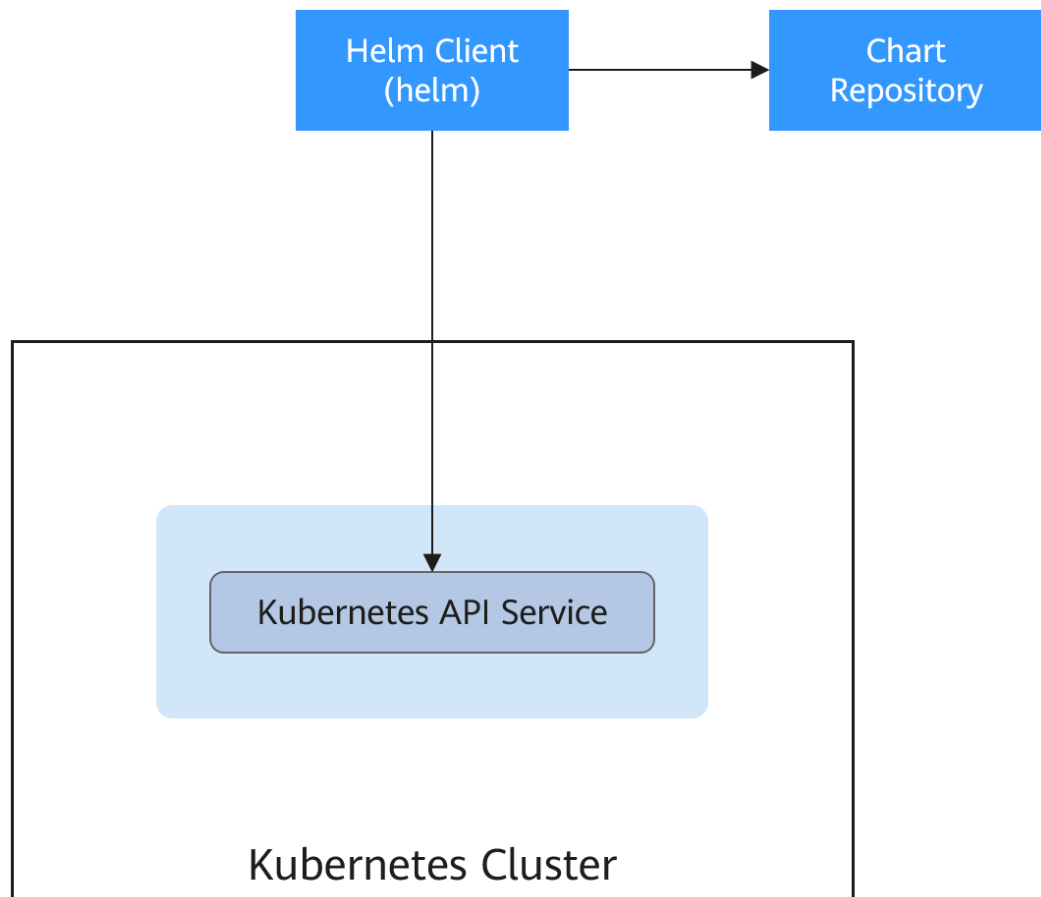 Helm Client
(helm)
Chart
Repository
Kubernetes API Service
Kubernetes Cluster